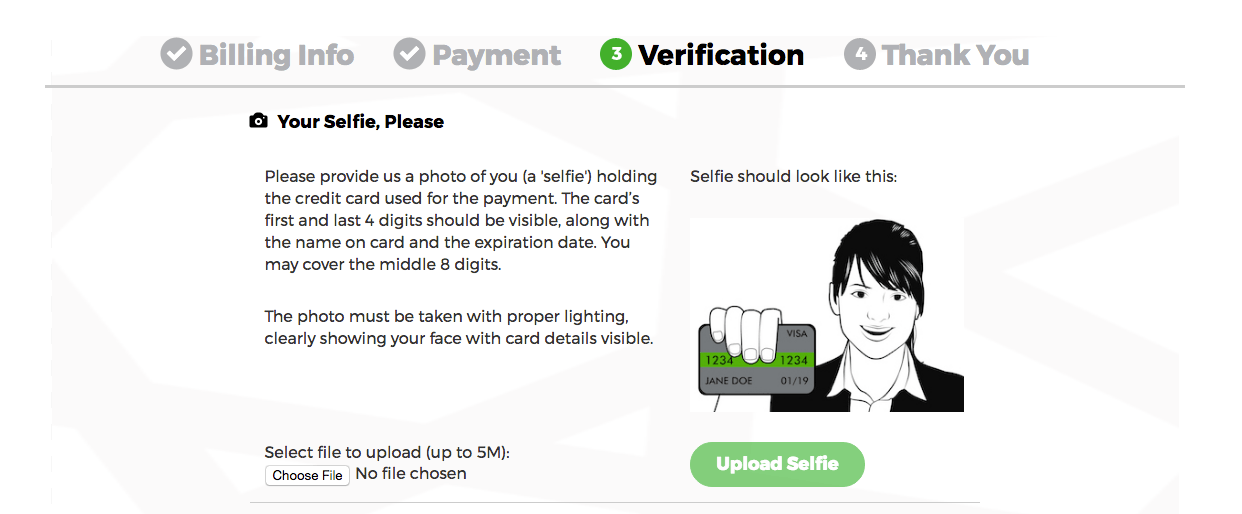 Billing Info Payment 3 Verification 4 Thank You
Your Selfie, Please
Please provide us a photo of you (a 'selfie') holding
the credit card used for the payment. The card's
first and last 4 digits should be visible, along with
the name on card and the expiration date. You
may cover the middle 8 digits.
The photo must be taken with proper lighting,
clearly showing your face with card details visible.
Selfie should look like this:
VISA
1234 1234
JANE DOE 01/19
Select file to upload (up to 5M):
Choose File No file chosen
Upload Selfie